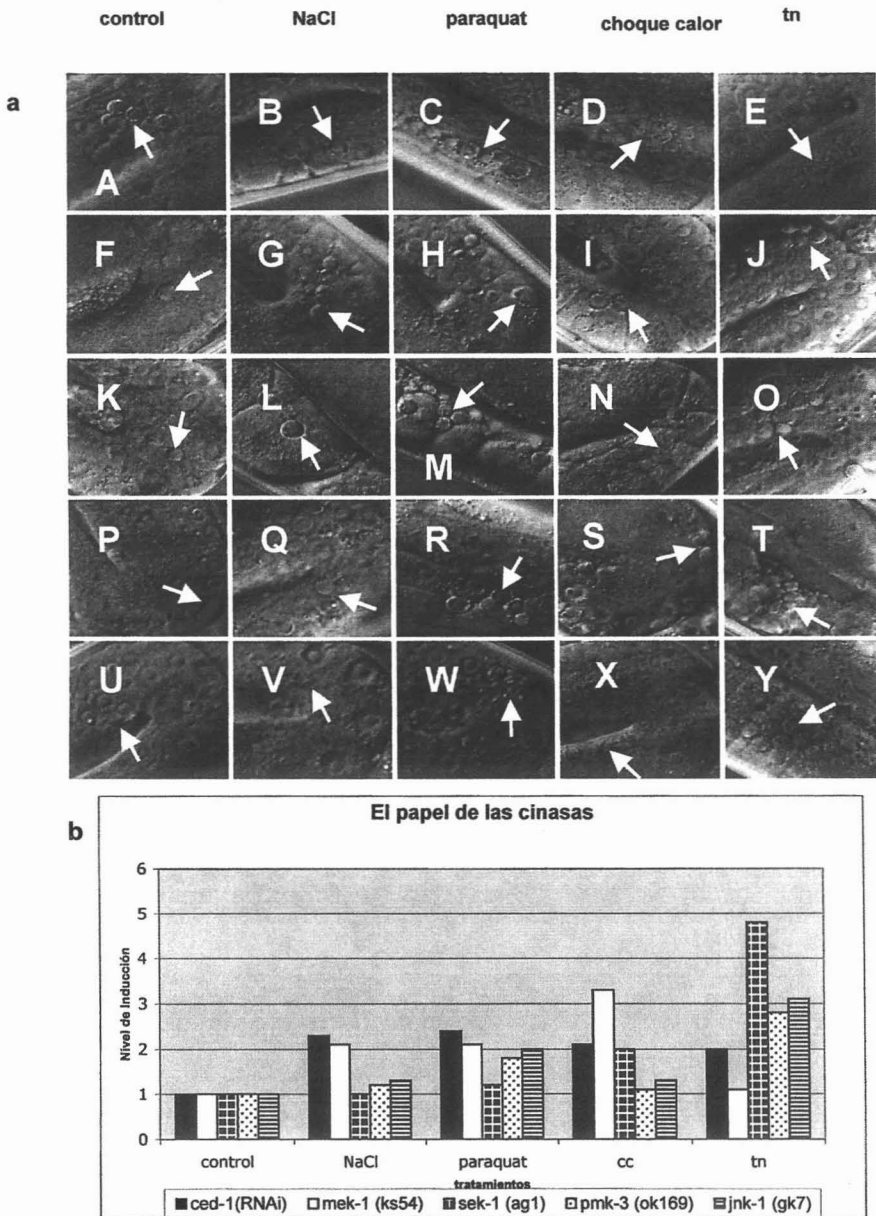 control NaCl paraquat choque calor tn
a
A B C D E
F G H I J
K L M N O
P Q R S T
U V W X Y
b
El papel de las cinasas
Nivel de Inducción
6
5
4
3
2
1
0
control NaCl paraquat cc tn
tratamientos
ced-1(RNAi) mek-1 (ks54) sek-1 (ag1) pmk-3 (ok169) jnk-1 (gk7)